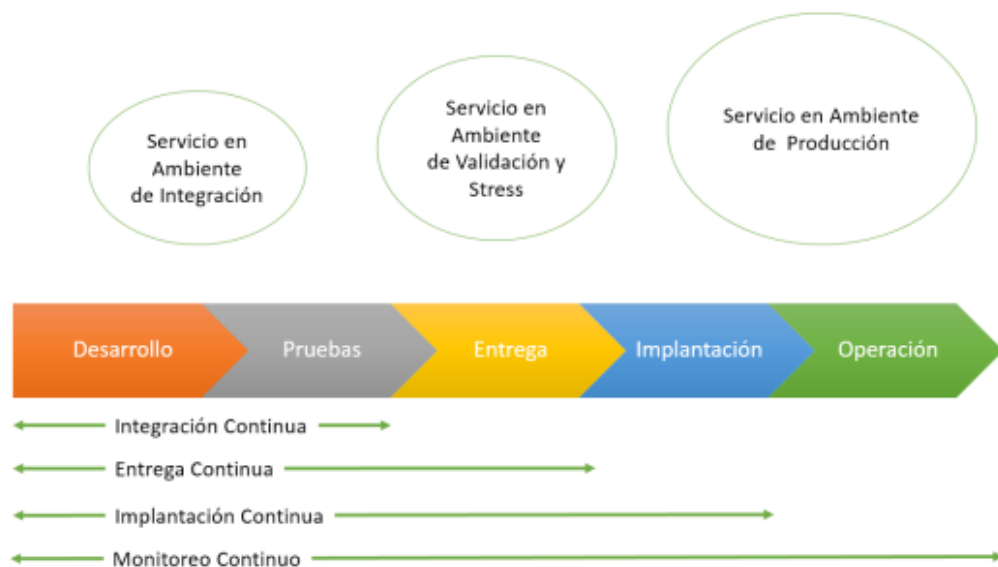 Servicio en
Ambiente
de Integración
Servicio en
Ambiente
de Validación y
Stress
Servicio en Ambiente
de Producción
Desarrollo
Pruebas
Entrega
Implantación
Operación
Integración Continua
Entrega Continua
Implantación Continua
Monitoreo Continuo